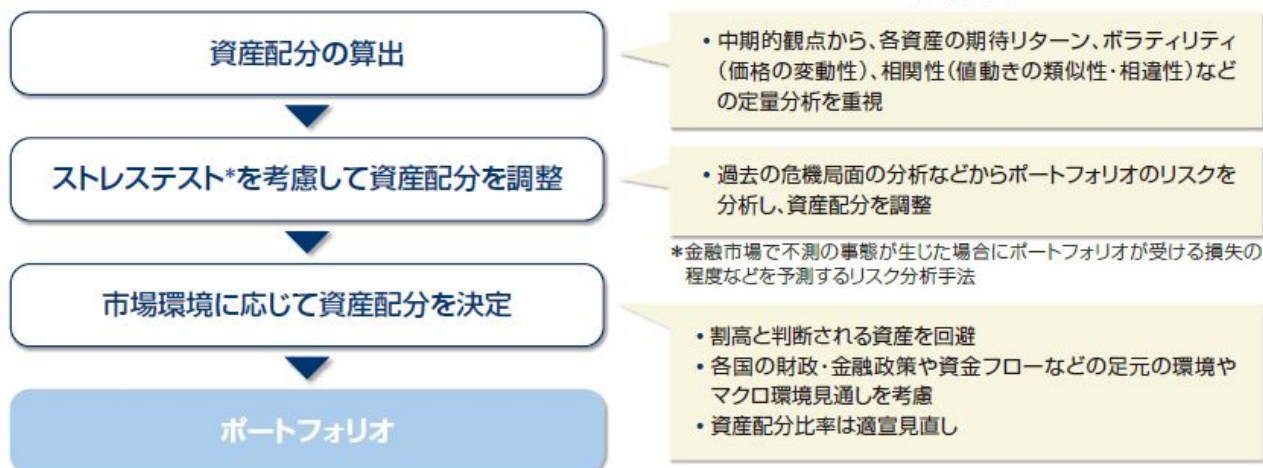 資産配分の算出
• 中期的観点から、各資産の期待リターン、ボラティリティ
(価格の変動性)、相関性(値動きの類似性・相違性)など
の定量分析を重視
ストレステスト*を考慮して資産配分を調整
• 過去の危機局面の分析などからポートフォリオのリスクを
分析し、資産配分を調整
*金融市場で不測の事態が生じた場合にポートフォリオが受ける損失の
程度などを予測するリスク分析手法
市場環境に応じて資産配分を決定
• 割高と判断される資産を回避
• 各国の財政・金融政策や資金フローなどの足元の環境や
マクロ環境見通しを考慮
• 資産配分比率は適宜見直し
ポートフォリオ